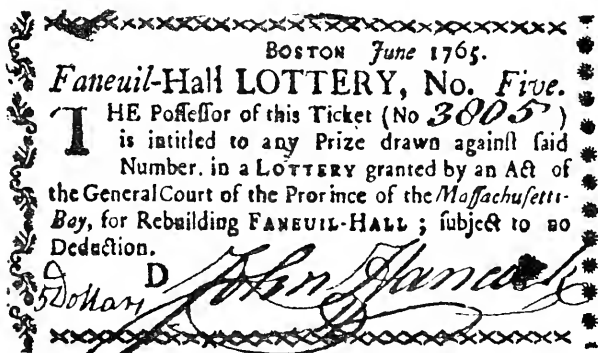 BOSTON June 1765.
Faneuil-Hall LOTTERY, No. Five.
THE Poſſeſſor of this Ticket (No 3805)
is intitled to any Prize drawn againſt ſaid
Number. in a LOTTERY granted by an Act of
the General Court of the Prorince of the Maſſachuſetts-
Bay, for Rebuilding FANEUIL-HALL; ſubject to no
Deduction.
D John Hancock
5 Dollars